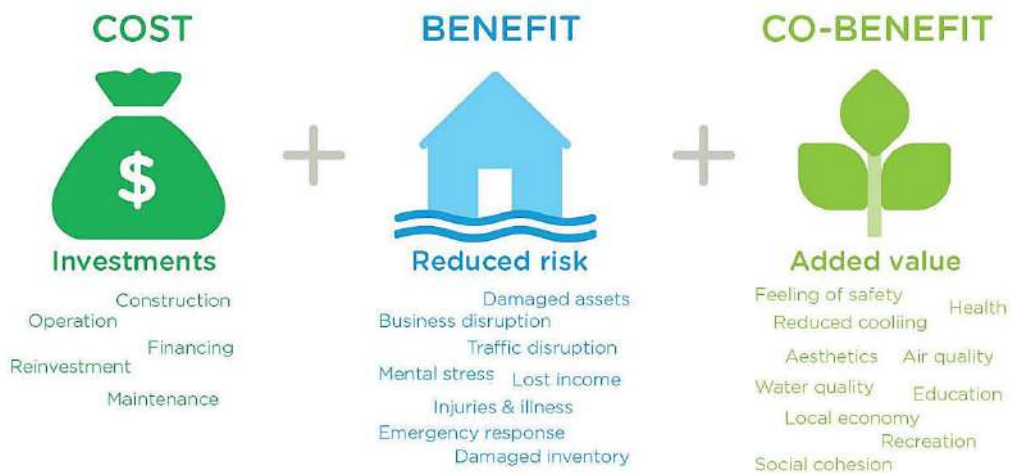 COST
$
Investments
Construction
Operation
Financing
Reinvestment
Maintenance
BENEFIT
Reduced risk
Damaged assets
Business disruption
Traffic disruption
Mental stress Lost income
Injuries & illness
Emergency response
Damaged inventory
CO-BENEFIT
Added value
Feeling of safety
Health
Reduced cooliing
Aesthetics Air quality
Water quality
Education
Local economy
Recreation
Social cohesion